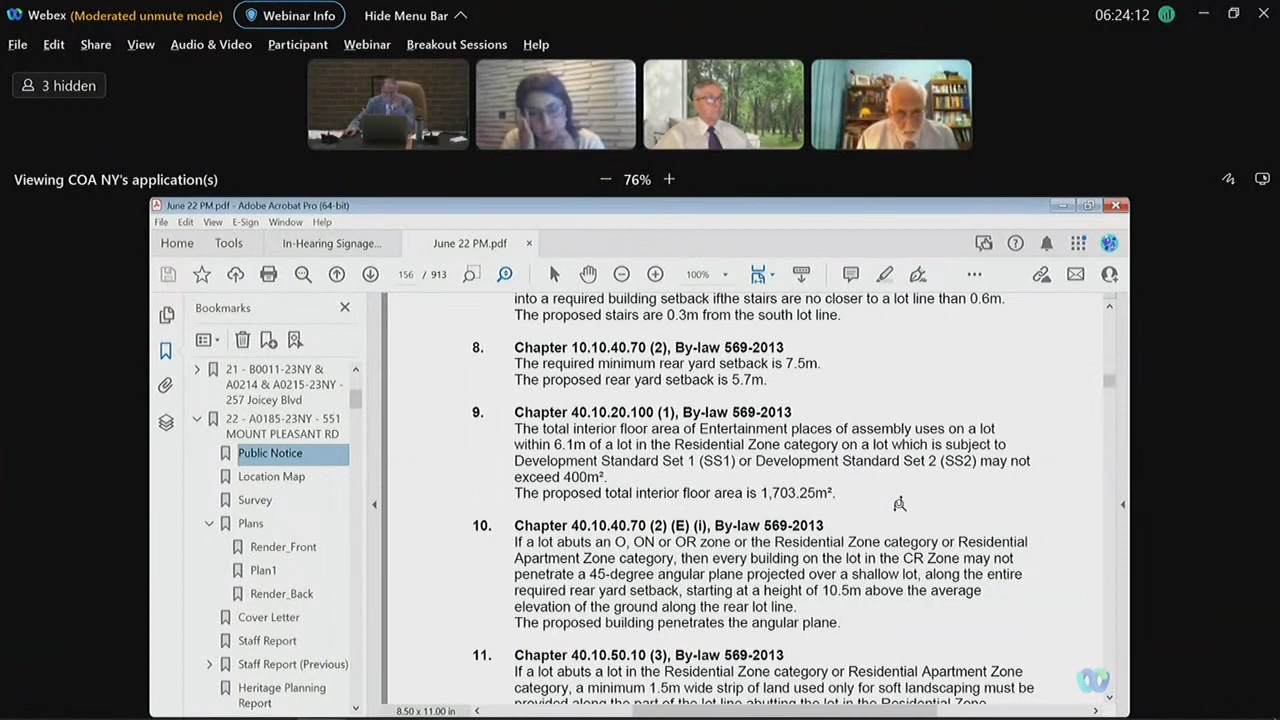 Webex (Moderated unmute mode) Webinar Info Hide Menu Bar 06:24:12
File Edit Share View Audio & Video Participant Webinar Breakout Sessions Help
3 hidden
Viewing COA NY's application(s) 76%
June 22 PM.pdf - Adobe Acrobat Pro (64-bit)
File Edit View E-Sign Window Help
Home Tools In-Hearing Signage... June 22 PM.pdf ×
156 / 913 100%
Bookmarks
21 - B0011-23NY &
A0214 & A0215-23NY -
257 Joicey Blvd
22 - A0185-23NY - 551
MOUNT PLEASANT RD
Public Notice
Location Map
Survey
Plans
Render_Front
Plan1
Render_Back
Cover Letter
Staff Report
Staff Report (Previous)
Heritage Planning
Report
into a required building setback ifthe stairs are no closer to a lot line than 0.6m.
The proposed stairs are 0.3m from the south lot line.
8. Chapter 10.10.40.70 (2), By-law 569-2013
The required minimum rear yard setback is 7.5m.
The proposed rear yard setback is 5.7m.
9. Chapter 40.10.20.100 (1), By-law 569-2013
The total interior floor area of Entertainment places of assembly uses on a lot
within 6.1m of a lot in the Residential Zone category on a lot which is subject to
Development Standard Set 1 (SS1) or Development Standard Set 2 (SS2) may not
exceed 400m².
The proposed total interior floor area is 1,703.25m².
10. Chapter 40.10.40.70 (2) (E) (i), By-law 569-2013
If a lot abuts an O, ON or OR zone or the Residential Zone category or Residential
Apartment Zone category, then every building on the lot in the CR Zone may not
penetrate a 45-degree angular plane projected over a shallow lot, along the entire
required rear yard setback, starting at a height of 10.5m above the average
elevation of the ground along the rear lot line.
The proposed building penetrates the angular plane.
11. Chapter 40.10.50.10 (3), By-law 569-2013
If a lot abuts a lot in the Residential Zone category or Residential Apartment Zone
category, a minimum 1.5m wide strip of land used only for soft landscaping must be
provided along the part of the lot line abutting the lot in the Residential Zone
8.50 x 11.00 in